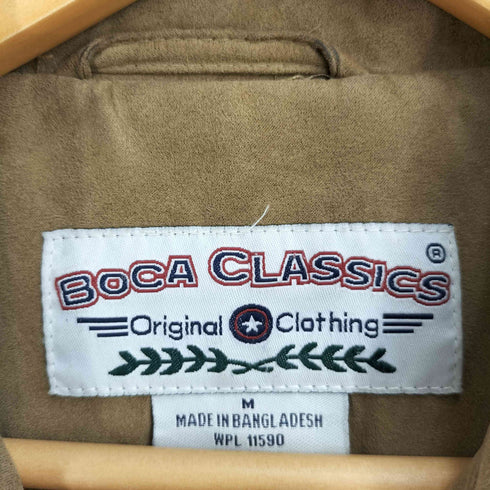 BOCA CLASSICS ®
Original Clothing
M
MADE IN BANGLADESH
WPL 11590